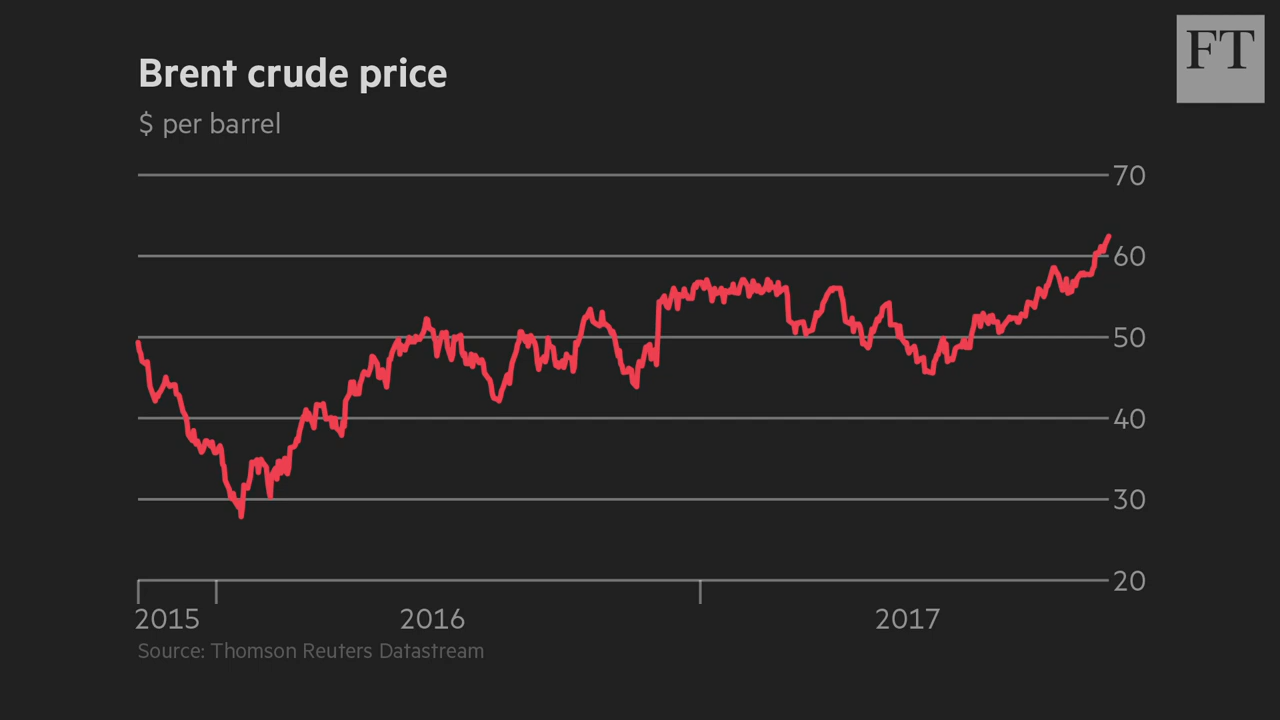 FT
Brent crude price
$ per barrel
70
60
50
40
30
20
2015 2016 2017
Source: Thomson Reuters Datastream